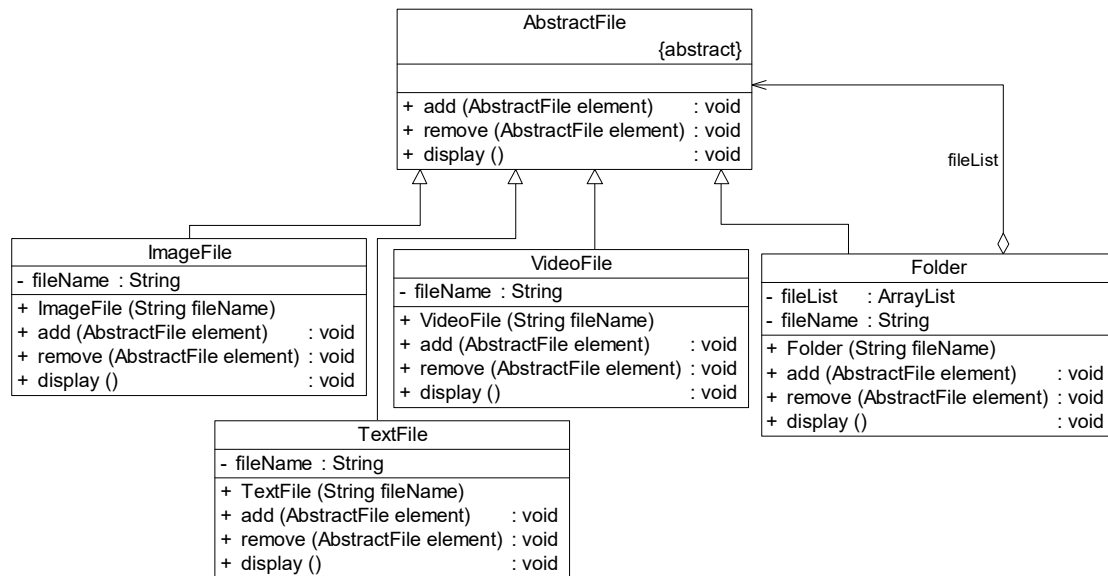 AbstractFile
{abstract}
+ add (AbstractFile element) : void
+ remove (AbstractFile element) : void
+ display () : void
fileList
ImageFile
- fileName : String
+ ImageFile (String fileName)
+ add (AbstractFile element) : void
+ remove (AbstractFile element) : void
+ display () : void
VideoFile
- fileName : String
+ VideoFile (String fileName)
+ add (AbstractFile element) : void
+ remove (AbstractFile element) : void
+ display () : void
Folder
- fileList : ArrayList
- fileName : String
+ Folder (String fileName)
+ add (AbstractFile element) : void
+ remove (AbstractFile element) : void
+ display () : void
TextFile
- fileName : String
+ TextFile (String fileName)
+ add (AbstractFile element) : void
+ remove (AbstractFile element) : void
+ display () : void